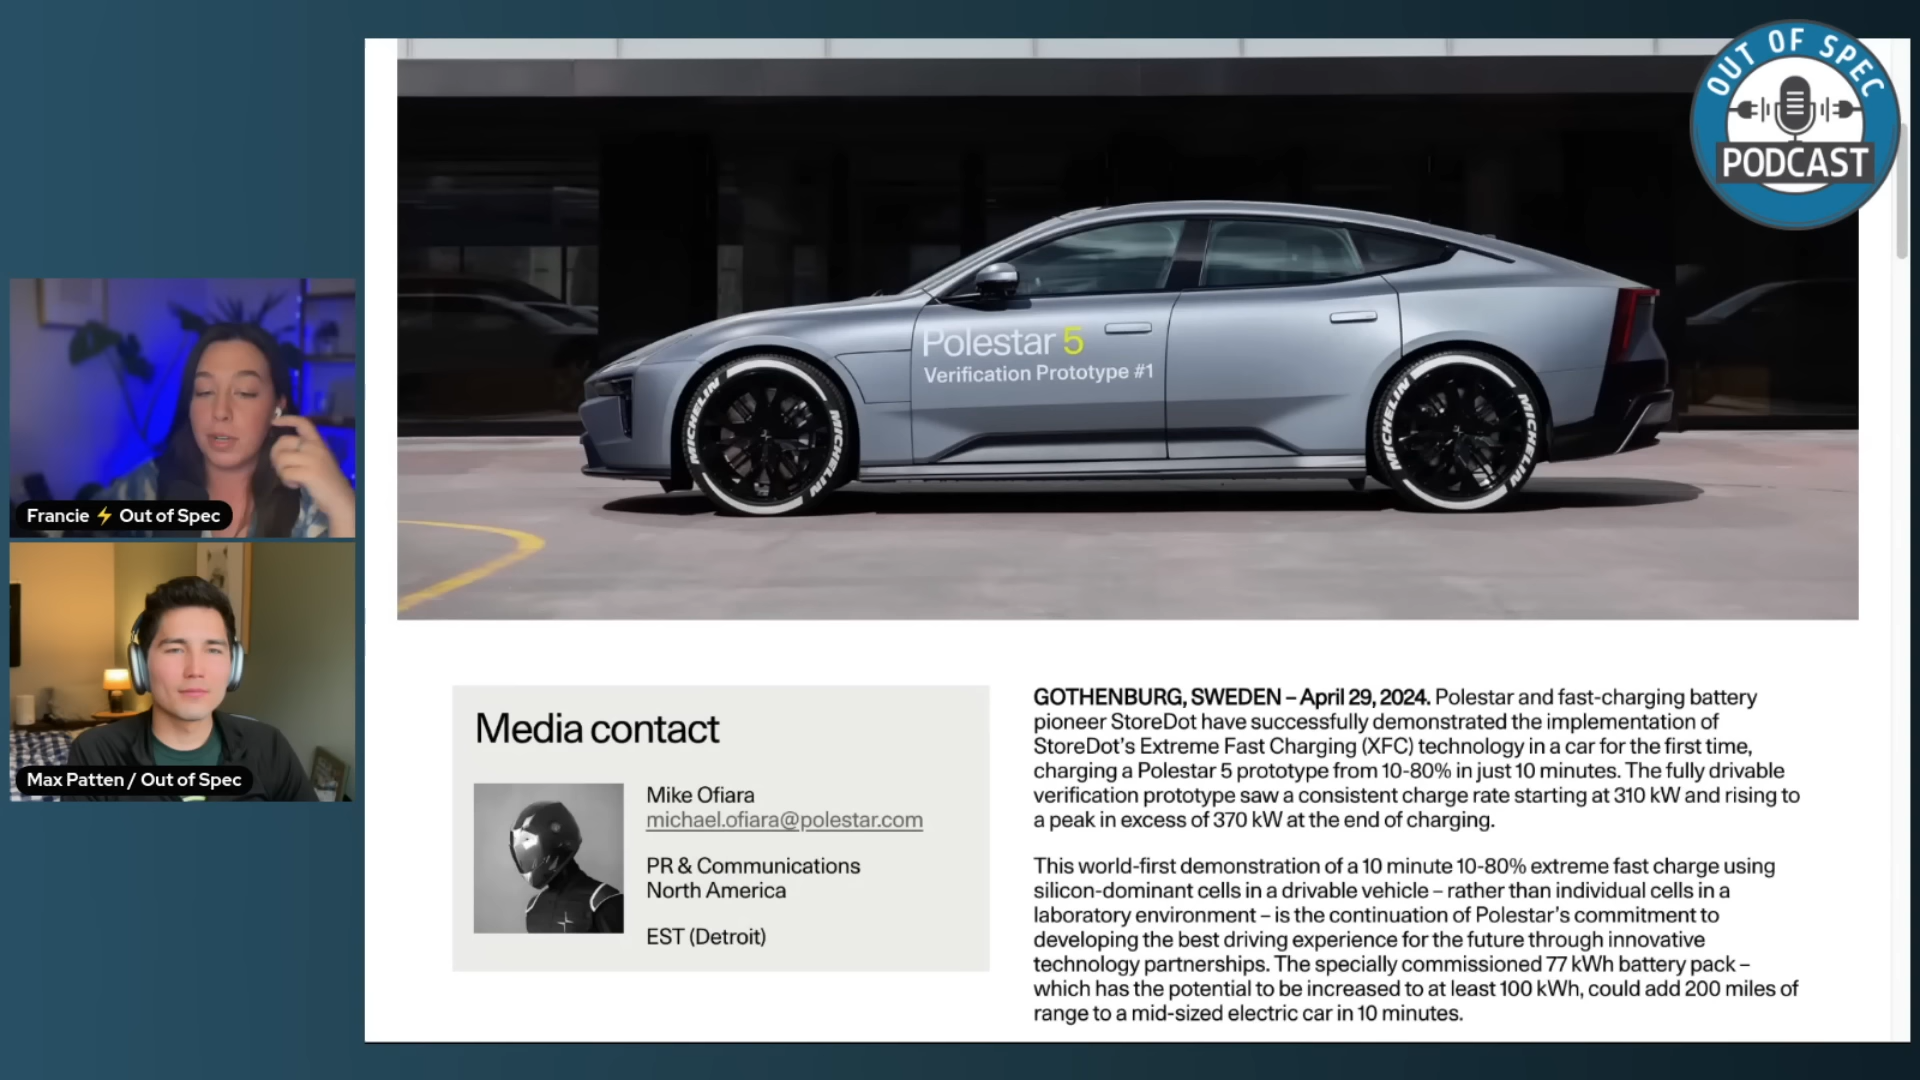 OUT OF SPEC
PODCAST
Polestar 5
Verification Prototype #1
MICHELIN
MICHELIN
MICHELIN
MICHELIN
MICHELIN
MICHELIN
Francie ⚡ Out of Spec
Max Patten / Out of Spec
Media contact
Mike Ofiara
michael.ofiara@polestar.com
PR & Communications
North America
EST (Detroit)
GOTHENBURG, SWEDEN – April 29, 2024. Polestar and fast-charging battery
pioneer StoreDot have successfully demonstrated the implementation of
StoreDot's Extreme Fast Charging (XFC) technology in a car for the first time,
charging a Polestar 5 prototype from 10-80% in just 10 minutes. The fully drivable
verification prototype saw a consistent charge rate starting at 310 kW and rising to
a peak in excess of 370 kW at the end of charging.
This world-first demonstration of a 10 minute 10-80% extreme fast charge using
silicon-dominant cells in a drivable vehicle – rather than individual cells in a
laboratory environment – is the continuation of Polestar's commitment to
developing the best driving experience for the future through innovative
technology partnerships. The specially commissioned 77 kWh battery pack –
which has the potential to be increased to at least 100 kWh, could add 200 miles of
range to a mid-sized electric car in 10 minutes.